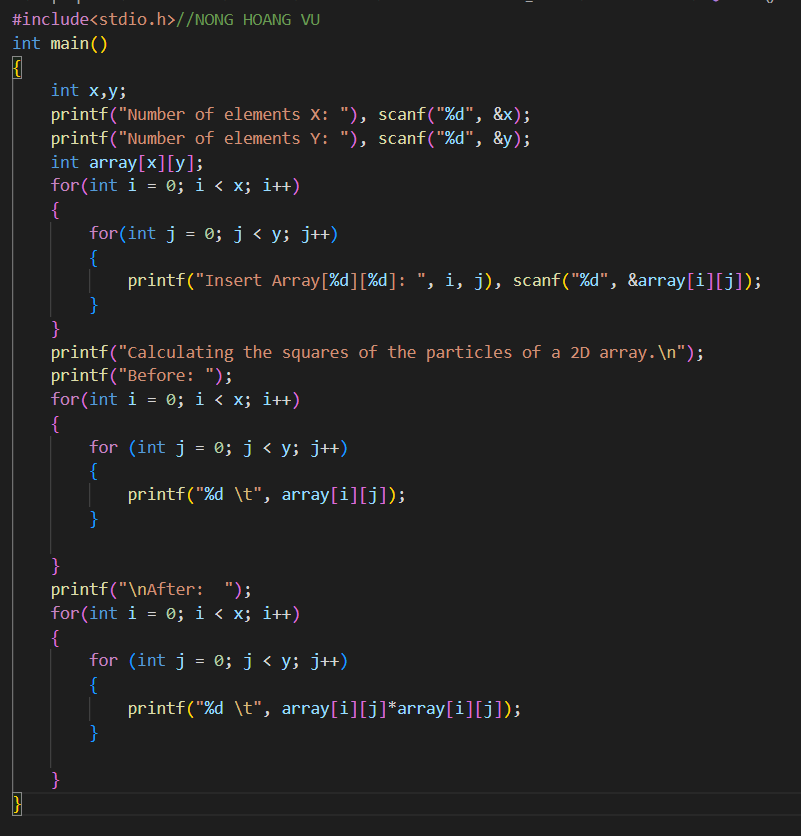 #include<stdio.h>//NONG HOANG VU
int main()
{
    int x,y;
    printf("Number of elements X: "), scanf("%d", &x);
    printf("Number of elements Y: "), scanf("%d", &y);
    int array[x][y];
    for(int i = 0; i < x; i++)
    {
        for(int j = 0; j < y; j++)
        {
            printf("Insert Array[%d][%d]: ", i, j), scanf("%d", &array[i][j]);
        }
    }
    printf("Calculating the squares of the particles of a 2D array.\n");
    printf("Before: ");
    for(int i = 0; i < x; i++)
    {
        for (int j = 0; j < y; j++)
        {
            printf("%d \t", array[i][j]);
        }

    }
    printf("\nAfter:  ");
    for(int i = 0; i < x; i++)
    {
        for (int j = 0; j < y; j++)
        {
            printf("%d \t", array[i][j]*array[i][j]);
        }

    }
}